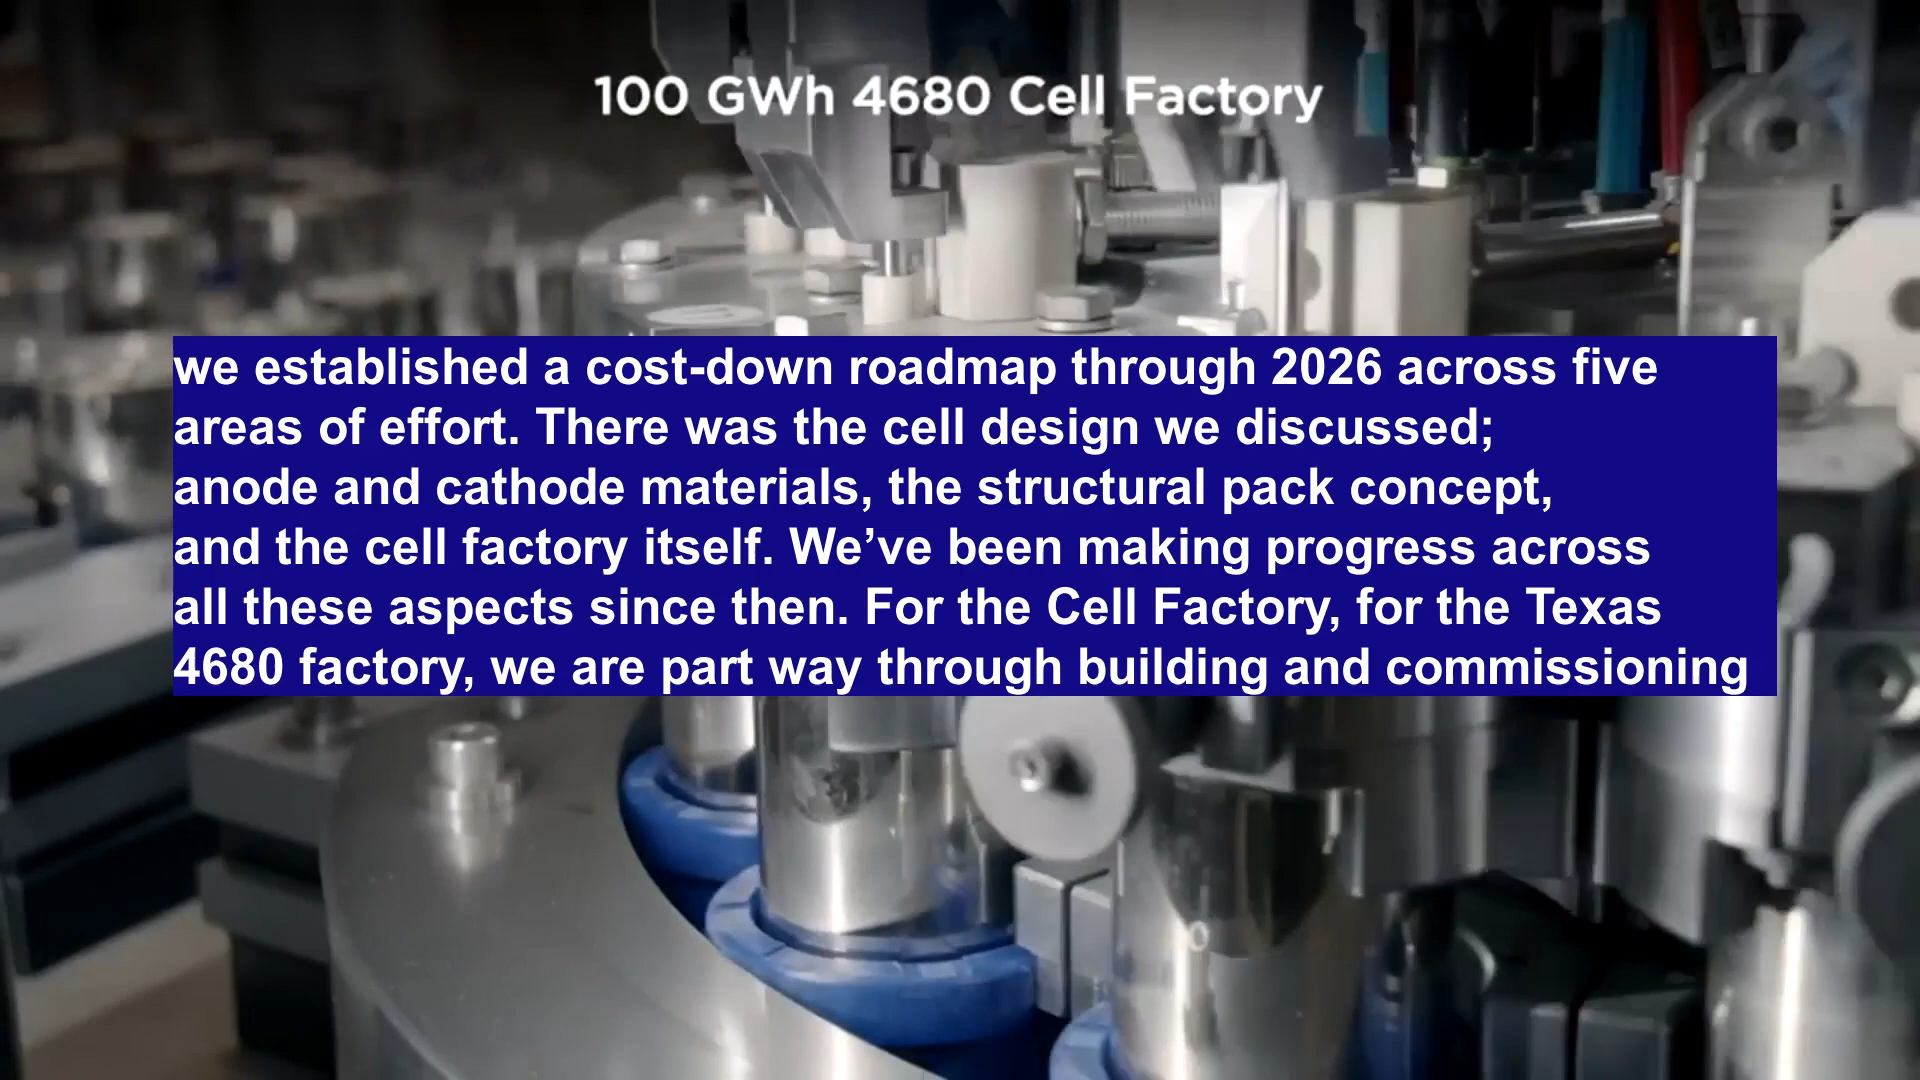 100 GWh 4680 Cell Factory
we established a cost-down roadmap through 2026 across five
areas of effort. There was the cell design we discussed;
anode and cathode materials, the structural pack concept,
and the cell factory itself. We’ve been making progress across
all these aspects since then. For the Cell Factory, for the Texas
4680 factory, we are part way through building and commissioning